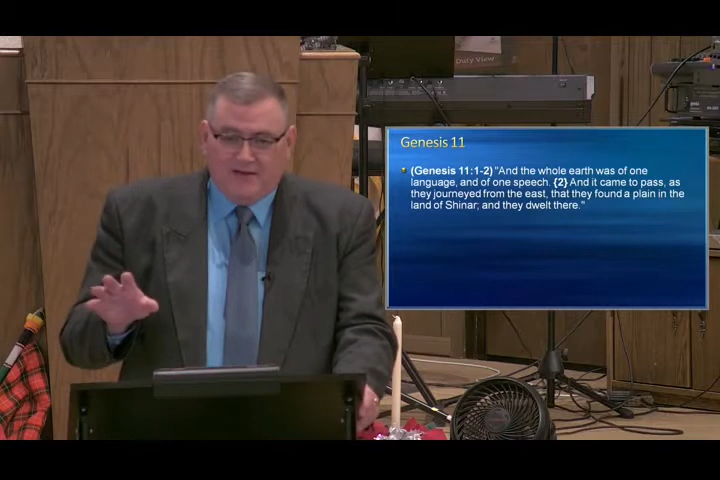 Duty View
Genesis 11
(Genesis 11:1-2) "And the whole earth was of one
language, and of one speech. {2} And it came to pass, as
they journeyed from the east, that they found a plain in the
land of Shinar; and they dwelt there."